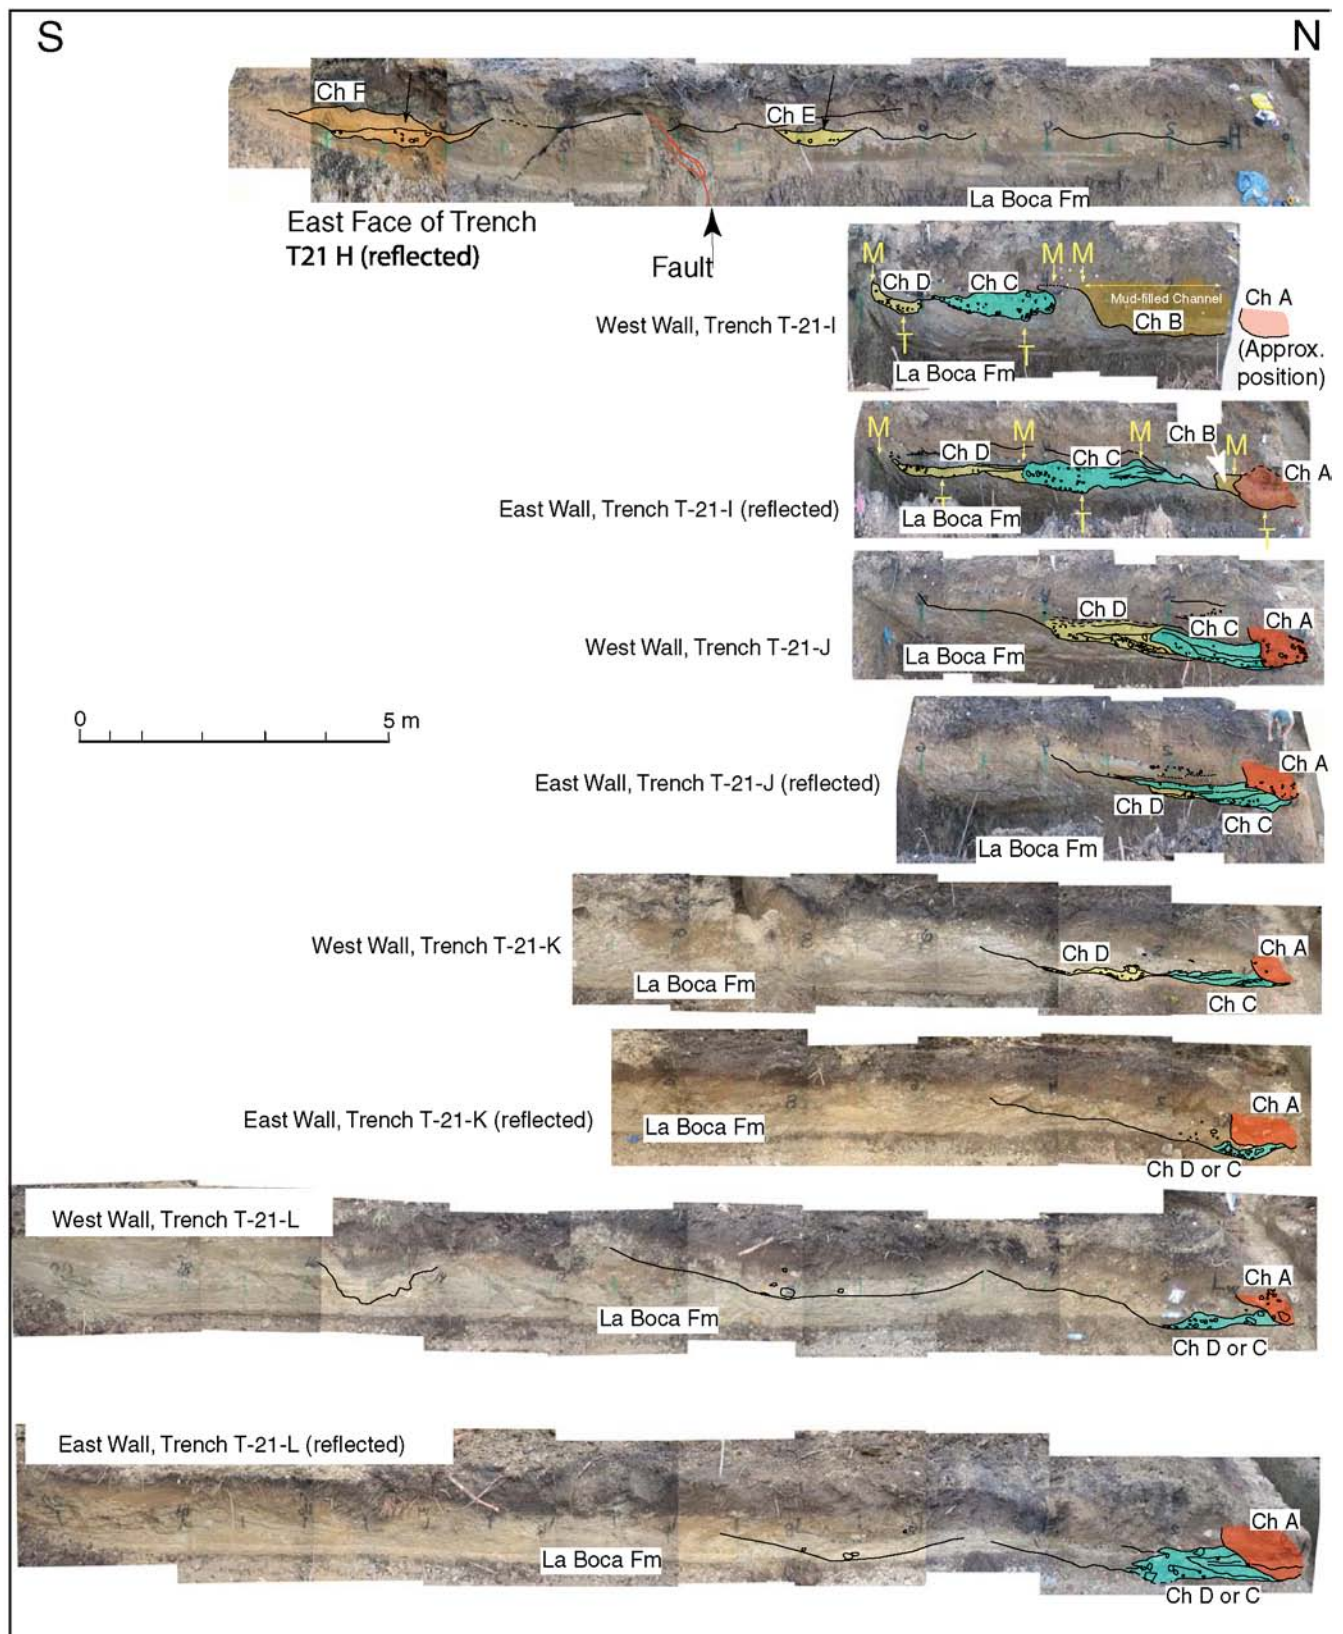 S N
Ch F
Ch E
La Boca Fm
East Face of Trench
T21 H (reflected)
Fault
M M M
Ch D Ch C
Mud-filled Channel
Ch A
Ch B
West Wall, Trench T-21-I
T T
(Approx.
position)
La Boca Fm
M M M Ch B M
Ch D Ch C
Ch A
East Wall, Trench T-21-I (reflected)
T T T
La Boca Fm
Ch D
Ch C Ch A
West Wall, Trench T-21-J
La Boca Fm
0 5 m
Ch A
East Wall, Trench T-21-J (reflected)
Ch D
Ch C
La Boca Fm
West Wall, Trench T-21-K
Ch D Ch A
La Boca Fm
Ch C
Ch A
East Wall, Trench T-21-K (reflected)
La Boca Fm
Ch D or C
West Wall, Trench T-21-L
Ch A
La Boca Fm
Ch D or C
East Wall, Trench T-21-L (reflected)
Ch A
La Boca Fm
Ch D or C